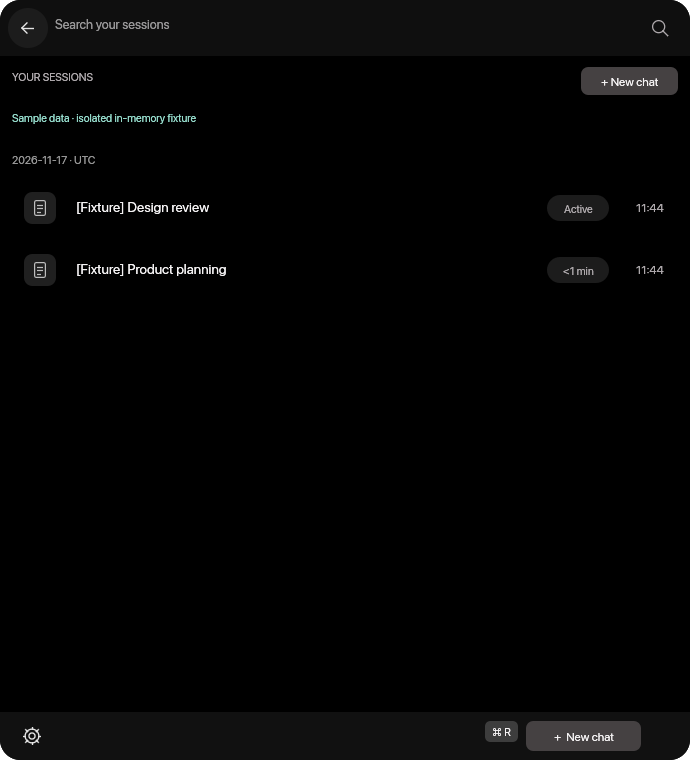 Search your sessions
YOUR SESSIONS
+ New chat
Sample data · isolated in-memory fixture
2026-11-17 · UTC
[Fixture] Design review
Active
11:44
[Fixture] Product planning
<1 min
11:44
⌘ R
+ New chat